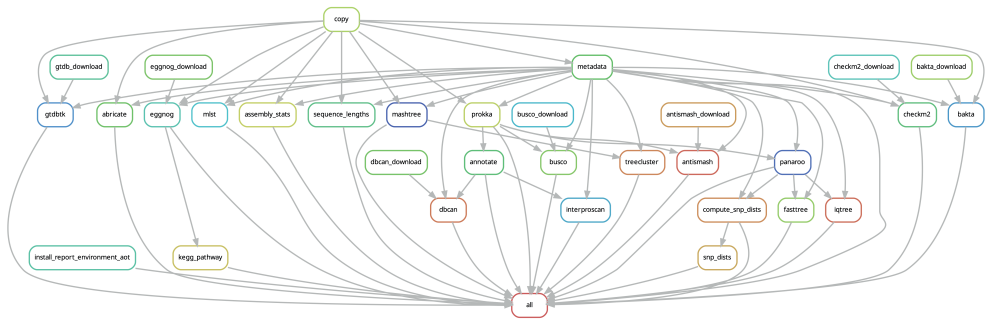 copy
gtdb_download
eggnog_download
metadata
checkm2_download
bakta_download
gtdbtk
abricate
eggnog
mlst
assembly_stats
sequence_lengths
mashtree
prokka
busco_download
antismash_download
checkm2
bakta
dbcan_download
annotate
busco
treecluster
antismash
panaroo
dbcan
interproscan
compute_snp_dists
fasttree
iqtree
install_report_environment_aot
kegg_pathway
snp_dists
all